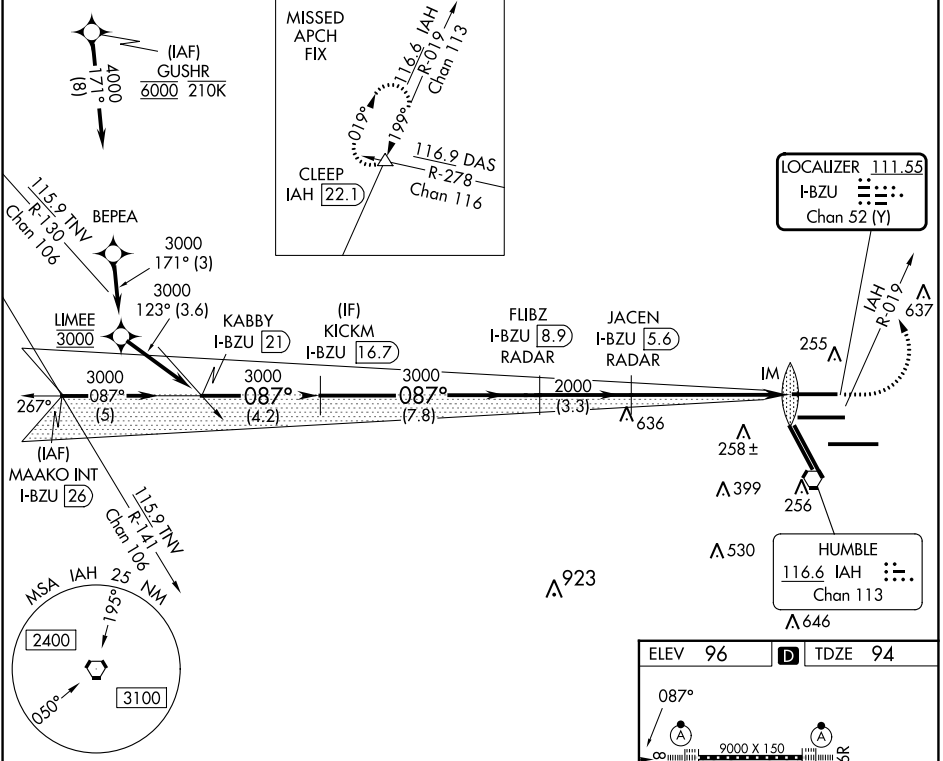 MISSED
APCH
FIX
116.6 IAH
R-019
Chan 113
019°
199°
116.9 DAS
R-278
Chan 116
CLEEP
IAH 22.1
(IAF)
GUSHR
6000 210K
4000
171°
(8)
LOCALIZER 111.55
I-BZU
Chan 52 (Y)
115.9 TNV
R-130
Chan 106
BEPEA
3000
171° (3)
3000
123° (3.6)
LIMEE
3000
KABBY
I-BZU 21
(IF)
KICKM
I-BZU 16.7
FLIBZ
I-BZU 8.9
RADAR
JACEN
I-BZU 5.6
RADAR
IAH
R-019
637
255
IM
267°
3000
087°
(5)
3000
087°
(4.2)
3000
087°
(7.8)
2000
(3.3)
636
258 ±
399
256
530
923
646
(IAF)
MAAKO INT
I-BZU 26
115.9 TNV
R-141
Chan 106
HUMBLE
116.6 IAH
Chan 113
MSA IAH 25 NM
195°
2400
050°
3100
ELEV 96 D TDZE 94
087°
A
A
9000 X 150
8